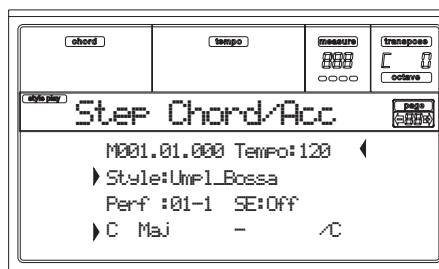 chord tempo measure transpose
888 C 0
octave
style play Step Chord/Acc page
M001.01.000 Tempo:120
Style:Unpl_Bossa
Perf :01-1 SE:Off
C Maj - /C